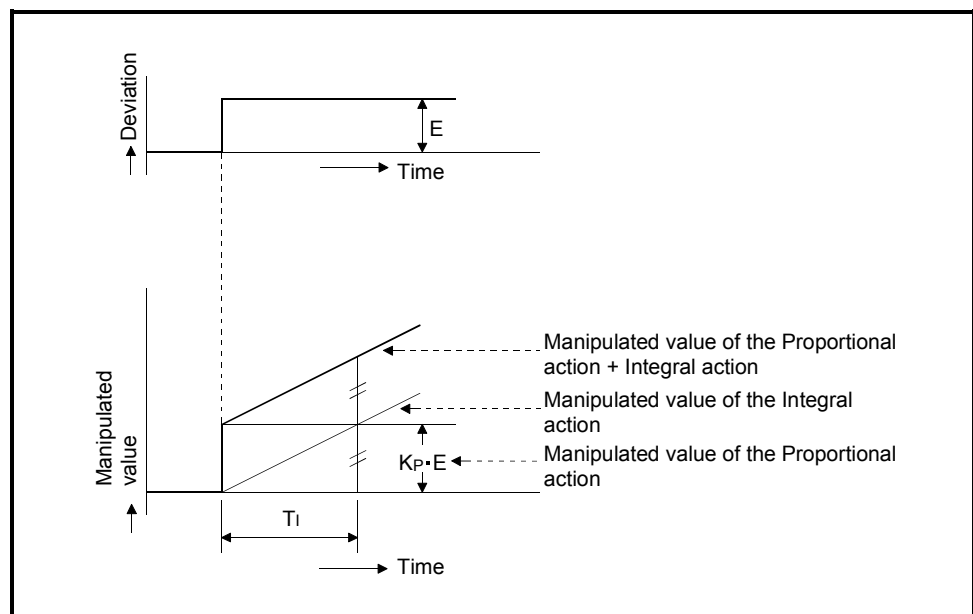 Deviation
E
Time
Manipulated
value
Manipulated value of the Proportional
action + Integral action
Manipulated value of the Integral
action
KP·E
Manipulated value of the Proportional
action
TI
Time